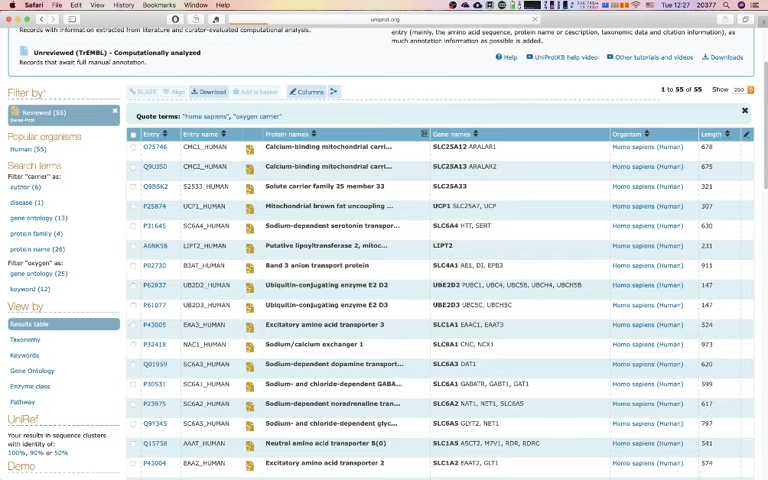 Safari File Edit View History Bookmarks Window Help Tue 12:27 20377
uniprot.org
Records with information extracted from literature and curator-evaluated computational analysis.
entry (mainly, the amino acid sequence, protein name or description, taxonomic data and citation information), as
much annotation information as possible is added.
Unreviewed (TrEMBL) - Computationally analyzed
Records that await full manual annotation.
Help UniProtKB help video Other tutorials and videos Downloads
Filter by
BLAST Align Download Add to basket Columns
1 to 55 of 55 Show 250
Reviewed (55)
Swiss-Prot
Quote terms: "homo sapiens", "oxygen carrier"
Popular organisms
Human (55)
Search terms
Filter "carrier" as:
author (6)
disease (1)
gene ontology (13)
protein family (4)
protein name (26)
Filter "oxygen" as:
gene ontology (25)
keyword (12)
View by
Results table
Taxonomy
Keywords
Gene Ontology
Enzyme class
Pathway
UniRef
Your results in sequence clusters
with identity of:
100%, 90% or 50%
Demo
Entry Entry name Protein names Gene names Organism Length
O75746 CMC1_HUMAN Calcium-binding mitochondrial carri... SLC25A12 ARALAR1 Homo sapiens (Human) 678
Q9UJS0 CMC2_HUMAN Calcium-binding mitochondrial carri... SLC25A13 ARALAR2 Homo sapiens (Human) 675
Q9BSK2 S2533_HUMAN Solute carrier family 25 member 33 SLC25A33 Homo sapiens (Human) 321
P25874 UCP1_HUMAN Mitochondrial brown fat uncoupling ... UCP1 SLC25A7, UCP Homo sapiens (Human) 307
P31645 SC6A4_HUMAN Sodium-dependent serotonin transpor... SLC6A4 HTT, SERT Homo sapiens (Human) 630
A6NK58 LIPT2_HUMAN Putative lipoyltransferase 2, mitoc... LIPT2 Homo sapiens (Human) 231
P02730 B3AT_HUMAN Band 3 anion transport protein SLC4A1 AE1, DI, EPB3 Homo sapiens (Human) 911
P62837 UB2D2_HUMAN Ubiquitin-conjugating enzyme E2 D2 UBE2D2 PUBC1, UBC4, UBC5B, UBCH4, UBCH5B Homo sapiens (Human) 147
P61077 UB2D3_HUMAN Ubiquitin-conjugating enzyme E2 D3 UBE2D3 UBC5C, UBCH5C Homo sapiens (Human) 147
P43005 EAA3_HUMAN Excitatory amino acid transporter 3 SLC1A1 EAAC1, EAAT3 Homo sapiens (Human) 524
P32418 NAC1_HUMAN Sodium/calcium exchanger 1 SLC8A1 CNC, NCX1 Homo sapiens (Human) 973
Q01959 SC6A3_HUMAN Sodium-dependent dopamine transport... SLC6A3 DAT1 Homo sapiens (Human) 620
P30531 SC6A1_HUMAN Sodium- and chloride-dependent GABA... SLC6A1 GABATR, GABT1, GAT1 Homo sapiens (Human) 599
P23975 SC6A2_HUMAN Sodium-dependent noradrenaline tran... SLC6A2 NAT1, NET1, SLC6A5 Homo sapiens (Human) 617
Q9Y345 SC6A5_HUMAN Sodium- and chloride-dependent glyc... SLC6A5 GLYT2, NET1 Homo sapiens (Human) 797
Q15758 AAAT_HUMAN Neutral amino acid transporter B(0) SLC1A5 ASCT2, M7V1, RDR, RDRC Homo sapiens (Human) 541
P43004 EAA2_HUMAN Excitatory amino acid transporter 2 SLC1A2 EAAT2, GLT1 Homo sapiens (Human) 574